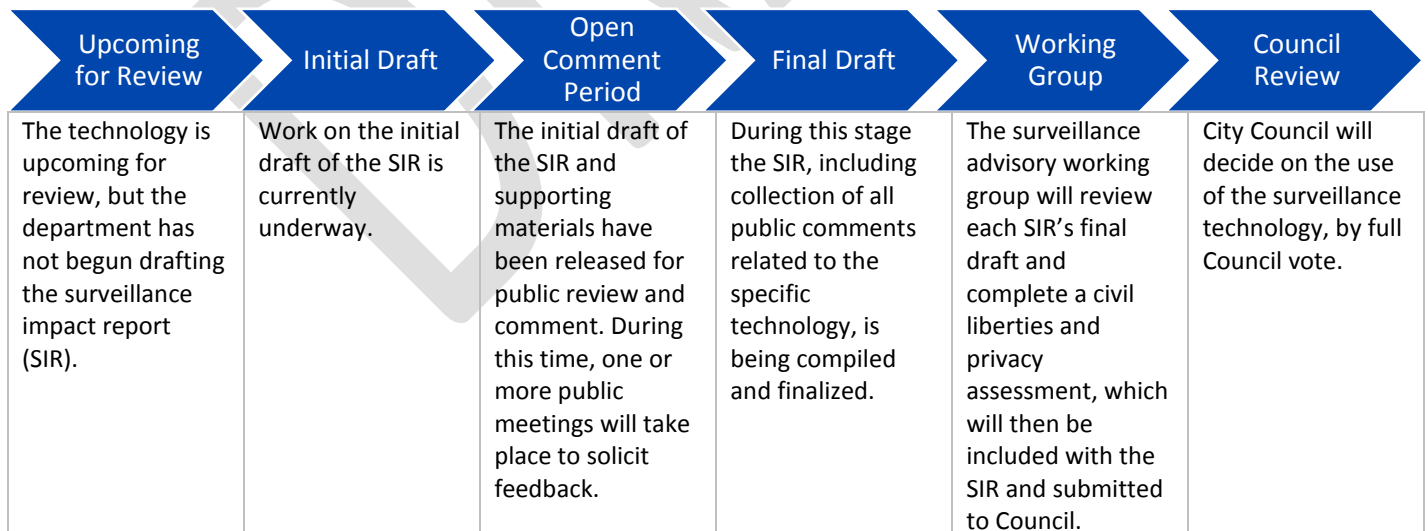 Upcoming
for Review
Initial Draft
Open
Comment
Period
Final Draft
Working
Group
Council
Review
The technology is
upcoming for
review, but the
department has
not begun drafting
the surveillance
impact report
(SIR).
Work on the initial
draft of the SIR is
currently
underway.
The initial draft of
the SIR and
supporting
materials have
been released for
public review and
comment. During
this time, one or
more public
meetings will take
place to solicit
feedback.
During this stage
the SIR, including
collection of all
public comments
related to the
specific
technology, is
being compiled
and finalized.
The surveillance
advisory working
group will review
each SIR’s final
draft and
complete a civil
liberties and
privacy
assessment, which
will then be
included with the
SIR and submitted
to Council.
City Council will
decide on the use
of the surveillance
technology, by full
Council vote.